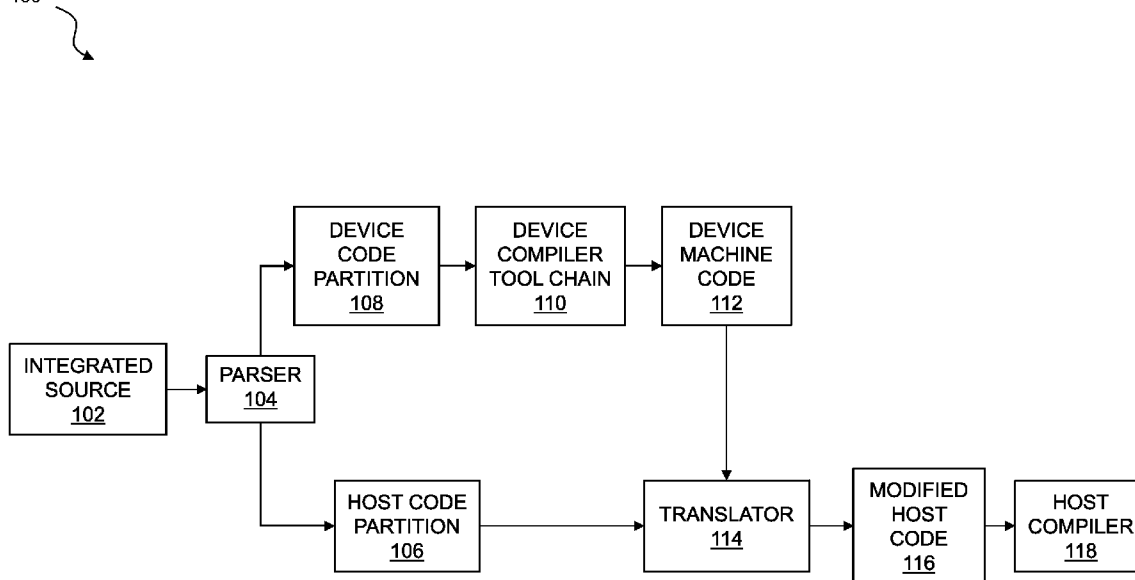 DEVICE
CODE
PARTITION
108
DEVICE
COMPILER
TOOL CHAIN
110
DEVICE
MACHINE
CODE
112
INTEGRATED
SOURCE
102
PARSER
104
HOST CODE
PARTITION
106
TRANSLATOR
114
MODIFIED
HOST
CODE
116
HOST
COMPILER
118